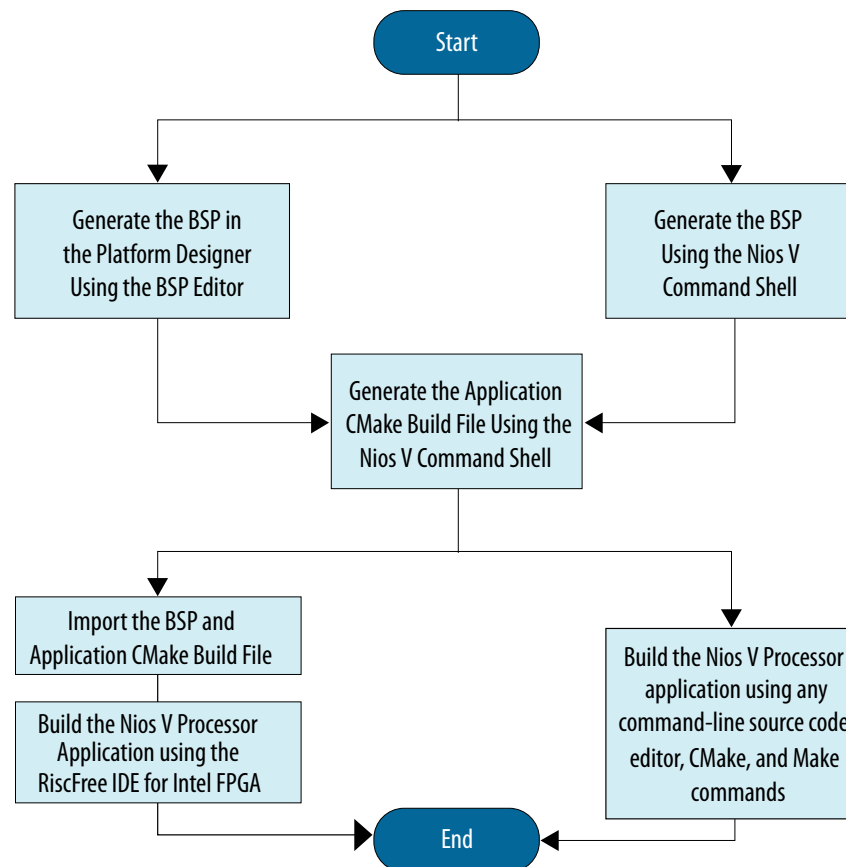 Start
Generate the BSP in
the Platform Designer
Using the BSP Editor
Generate the BSP
Using the Nios V
Command Shell
Generate the Application
CMake Build File Using the
Nios V Command Shell
Import the BSP and
Application CMake Build File
Build the Nios V Processor
Application using the
RiscFree IDE for Intel FPGA
Build the Nios V Processor
application using any
command-line source code
editor, CMake, and Make
commands
End